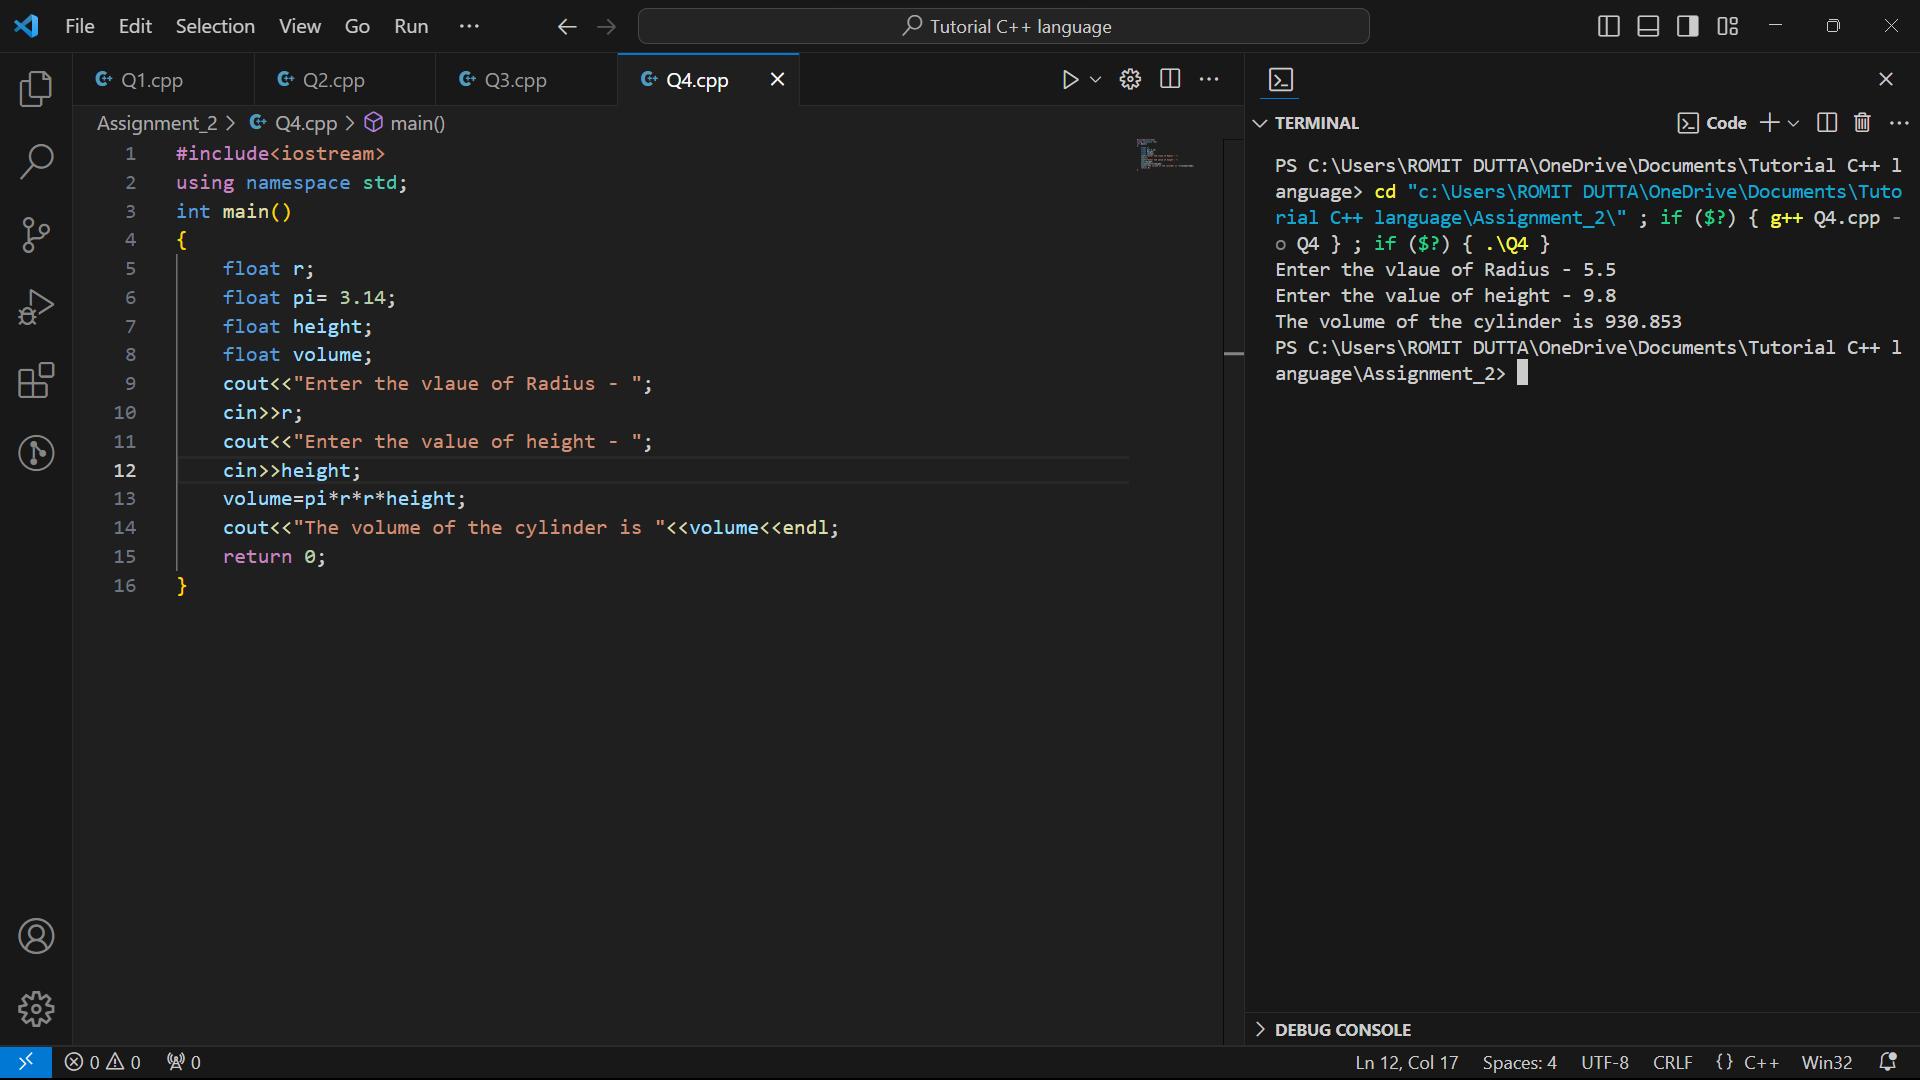 File Edit Selection View Go Run ··· Tutorial C++ language
Q1.cpp Q2.cpp Q3.cpp Q4.cpp
Assignment_2 > Q4.cpp > main()
1 #include<iostream>
2 using namespace std;
3 int main()
4 {
5 float r;
6 float pi= 3.14;
7 float height;
8 float volume;
9 cout<<"Enter the vlaue of Radius - ";
10 cin>>r;
11 cout<<"Enter the value of height - ";
12 cin>>height;
13 volume=pi*r*r*height;
14 cout<<"The volume of the cylinder is "<<volume<<endl;
15 return 0;
16 }
TERMINAL Code
PS C:\Users\ROMIT DUTTA\OneDrive\Documents\Tutorial C++ l
anguage> cd "c:\Users\ROMIT DUTTA\OneDrive\Documents\Tuto
rial C++ language\Assignment_2\" ; if ($?) { g++ Q4.cpp -
o Q4 } ; if ($?) { .\Q4 }
Enter the vlaue of Radius - 5.5
Enter the value of height - 9.8
The volume of the cylinder is 930.853
PS C:\Users\ROMIT DUTTA\OneDrive\Documents\Tutorial C++ l
anguage\Assignment_2>
DEBUG CONSOLE
0 0 0 Ln 12, Col 17 Spaces: 4 UTF-8 CRLF {} C++ Win32